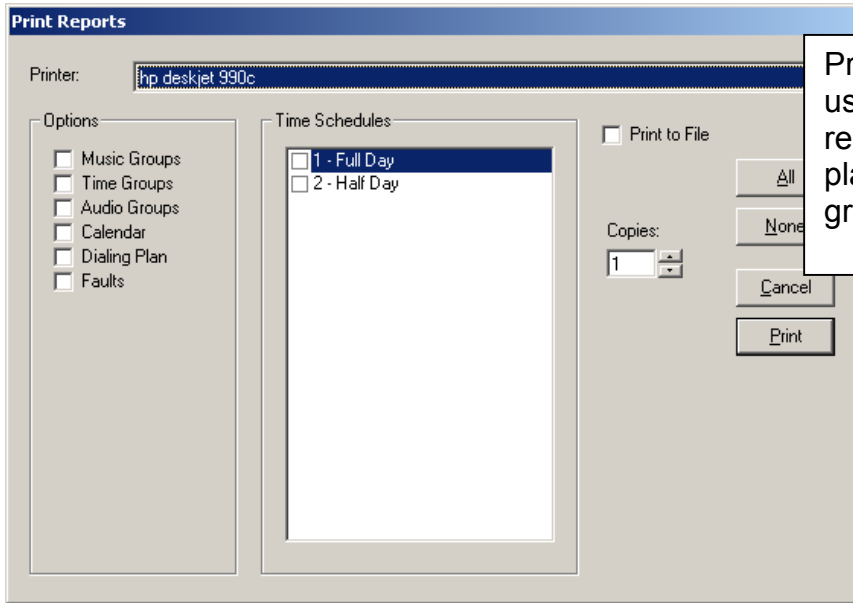 Print Reports
Printer:
hp deskjet 990c
Options
Music Groups
Time Groups
Audio Groups
Calendar
Dialing Plan
Faults
Time Schedules
1 - Full Day
2 - Half Day
Print to File
Copies:
1
All
None
Cancel
Print